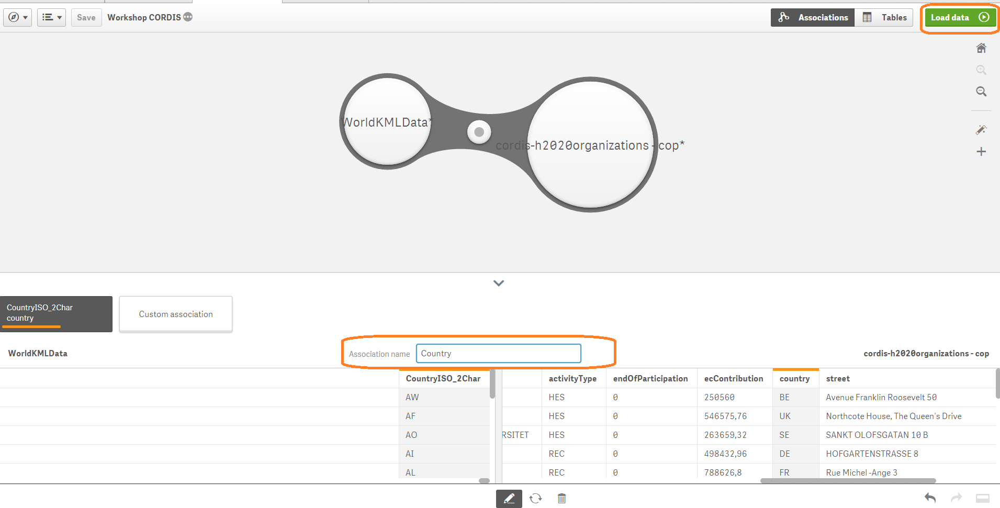 Save
Workshop CORDIS
Associations
Tables
Load data
WorldKMLData*
cordis-h2020organizations - cop*
CountryISO_2Char
country
Custom association
WorldKMLData
Association name
Country
cordis-h2020organizations - cop
CountryISO_2Char activityType endOfParticipation ecContribution country street
AW HES 0 250560 BE Avenue Franklin Roosevelt 50
AF HES 0 546575,76 UK Northcote House, The Queen's Drive
AO RSITET HES 0 263659,32 SE SANKT OLOFSGATAN 10 B
AI REC 0 498432,96 DE HOFGARTENSTRASSE 8
AL REC 0 788626,8 FR Rue Michel -Ange 3